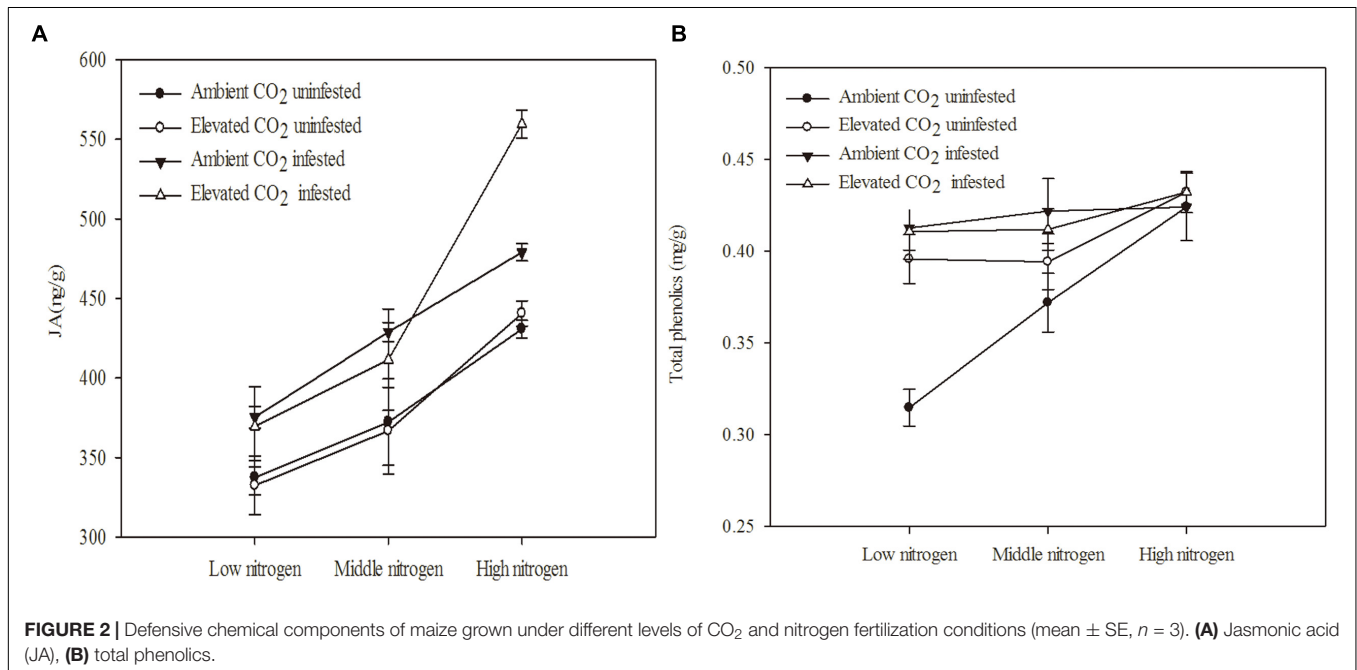 A
600
550
500
450
400
350
300
JA(ng/g)
Ambient CO2 uninfested
Elevated CO2 uninfested
Ambient CO2 infested
Elevated CO2 infested
Low nitrogen Middle nitrogen High nitrogen
B
0.50
0.45
0.40
0.35
0.30
0.25
Total phenolics (mg/g)
Ambient CO2 uninfested
Elevated CO2 uninfested
Ambient CO2 infested
Elevated CO2 infested
Low nitrogen Middle nitrogen High nitrogen
FIGURE 2 | Defensive chemical components of maize grown under different levels of CO2 and nitrogen fertilization conditions (mean ± SE, n = 3). (A) Jasmonic acid
(JA), (B) total phenolics.